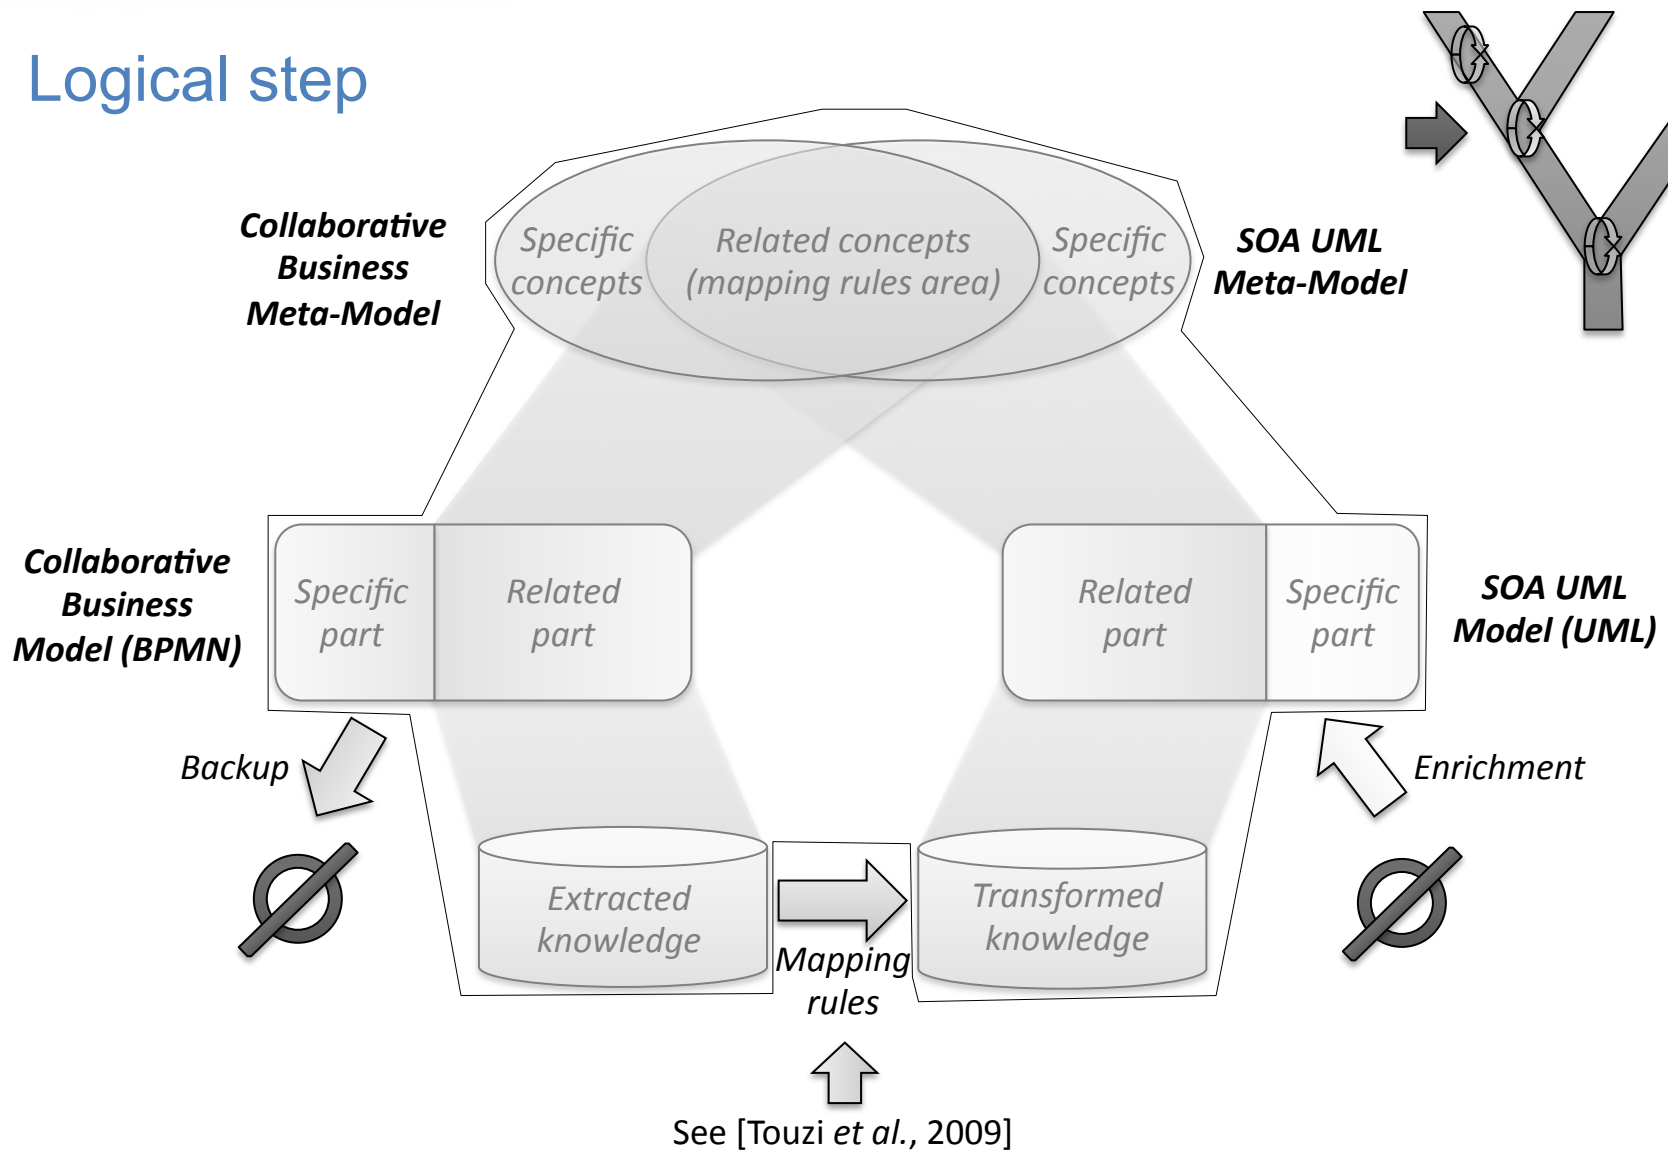 Logical step
Collaborative
Business
Meta-Model
Specific
concepts
Related concepts
(mapping rules area)
Specific
concepts
SOA UML
Meta-Model
Collaborative
Business
Model (BPMN)
Specific
part
Related
part
Related
part
Specific
part
SOA UML
Model (UML)
Backup
Enrichment
Extracted
knowledge
Mapping
rules
Transformed
knowledge
See [Touzi et al., 2009]